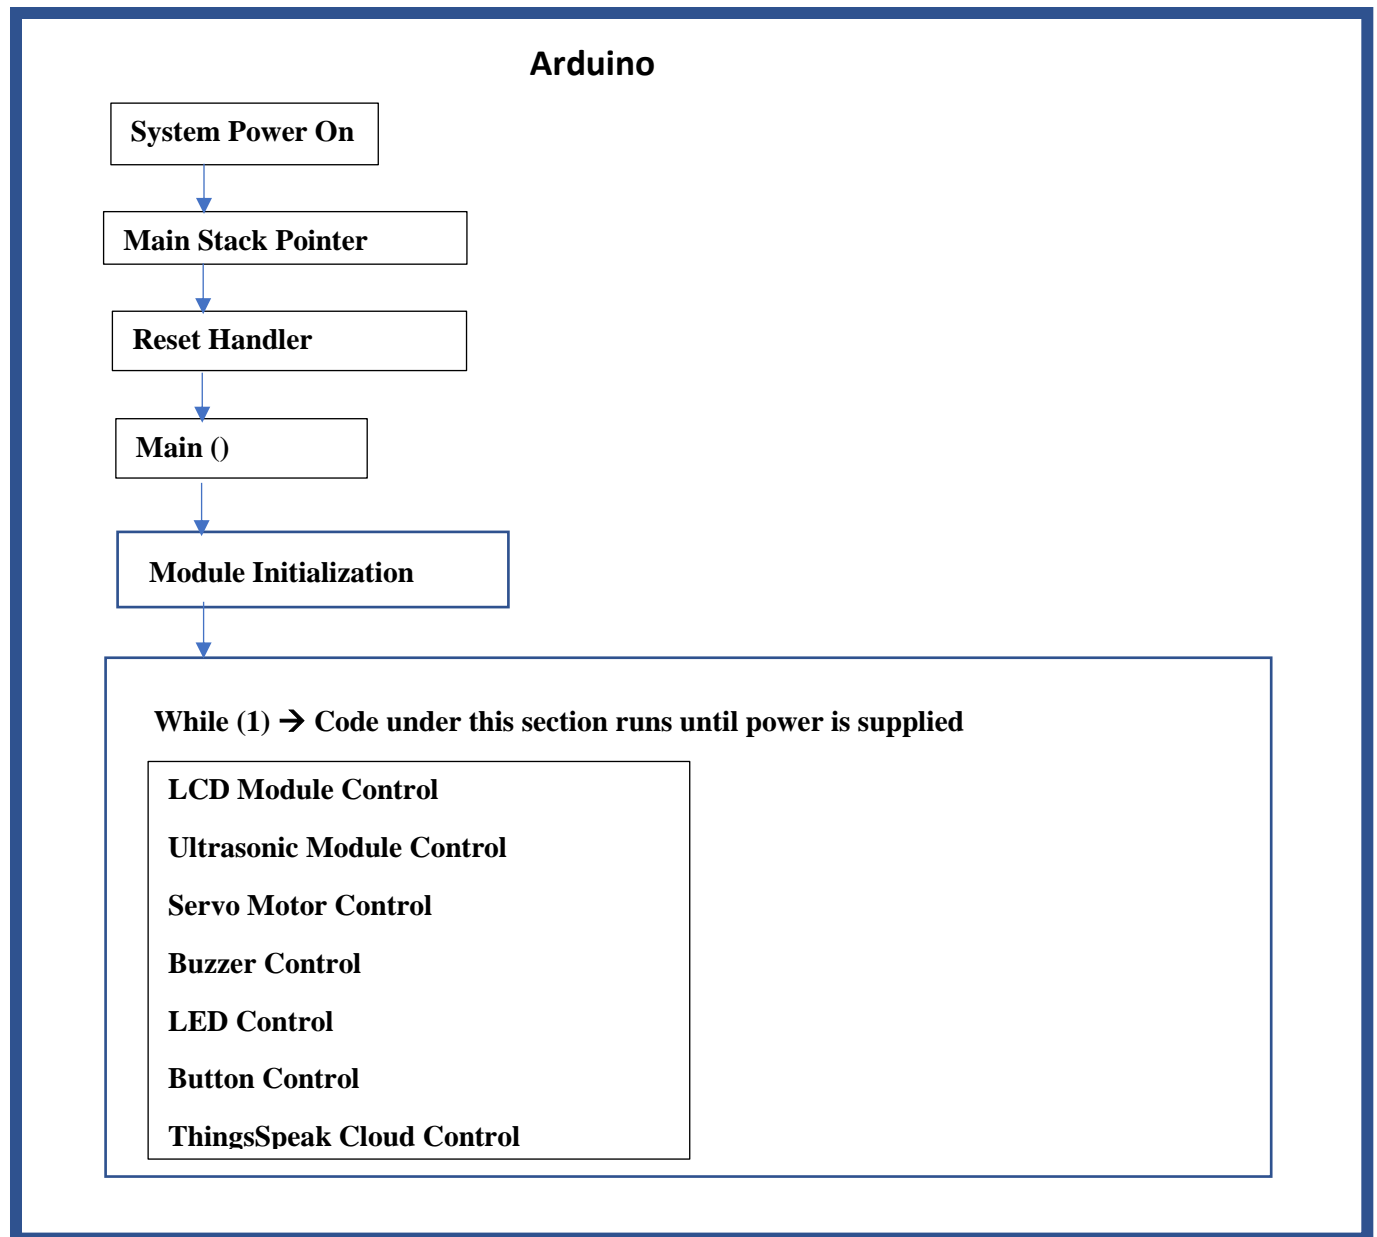 Arduino
System Power On
Main Stack Pointer
Reset Handler
Main ()
Module Initialization
While (1) → Code under this section runs until power is supplied
LCD Module Control
Ultrasonic Module Control
Servo Motor Control
Buzzer Control
LED Control
Button Control
ThingsSpeak Cloud Control